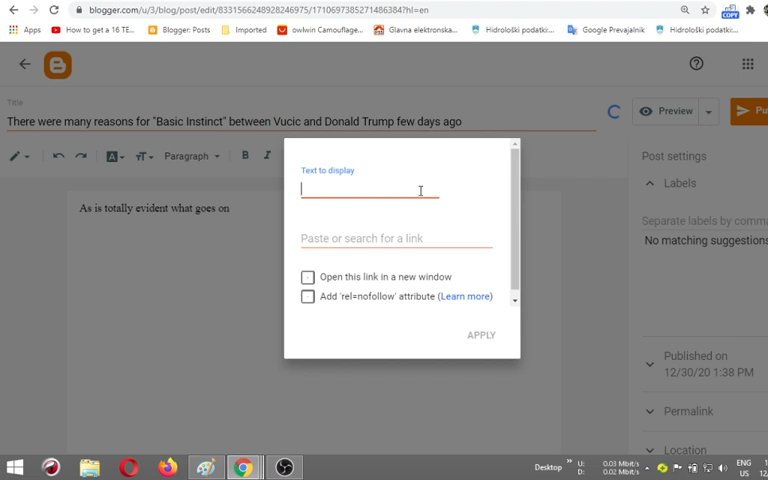 blogger.com/u/3/blog/post/edit/8331566248928246975/1710697385271486384?hl=en
Apps How to get a 16 TE... Blogger: Posts Imported owlwin Camouflage... Glavna elektronska... Hidrološki podatki:... Google Prevajalnik Hidrološki podatki:...
COPY
Title
There were many reasons for "Basic Instinct" between Vucic and Donald Trump few days ago
Preview
Paragraph B I
Post settings
Labels
Separate labels by comma
No matching suggestions
As is totally evident what goes on
Text to display
Paste or search for a link
Open this link in a new window
Add 'rel=nofollow' attribute (Learn more)
APPLY
Published on
12/30/20 1:38 PM
Permalink
Location
Desktop
U: 0.03 Mbit/s
D: 0.02 Mbit/s
ENG
US